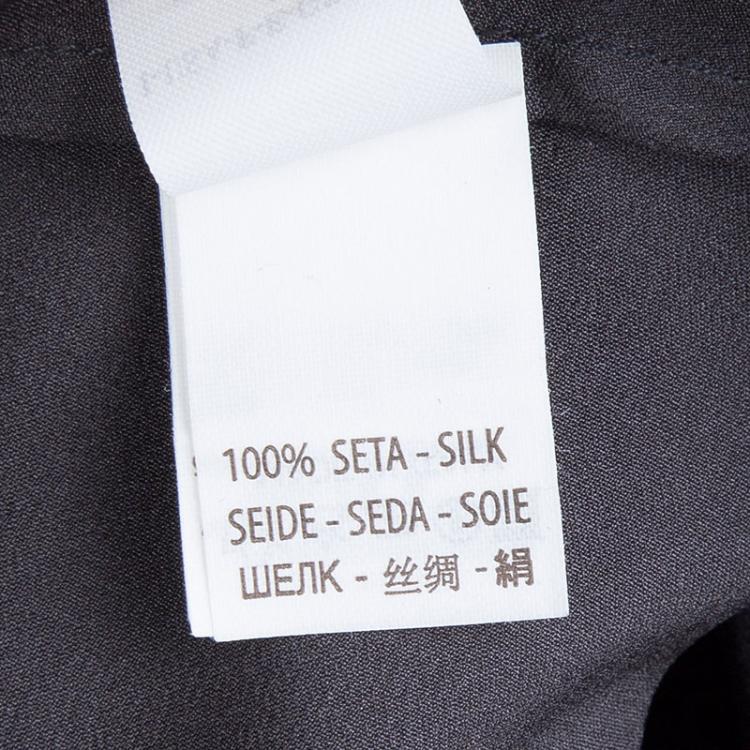 100% SETA - SILK
SEIDE - SEDA - SOIE
ШЕЛК - 丝绸 - 絹